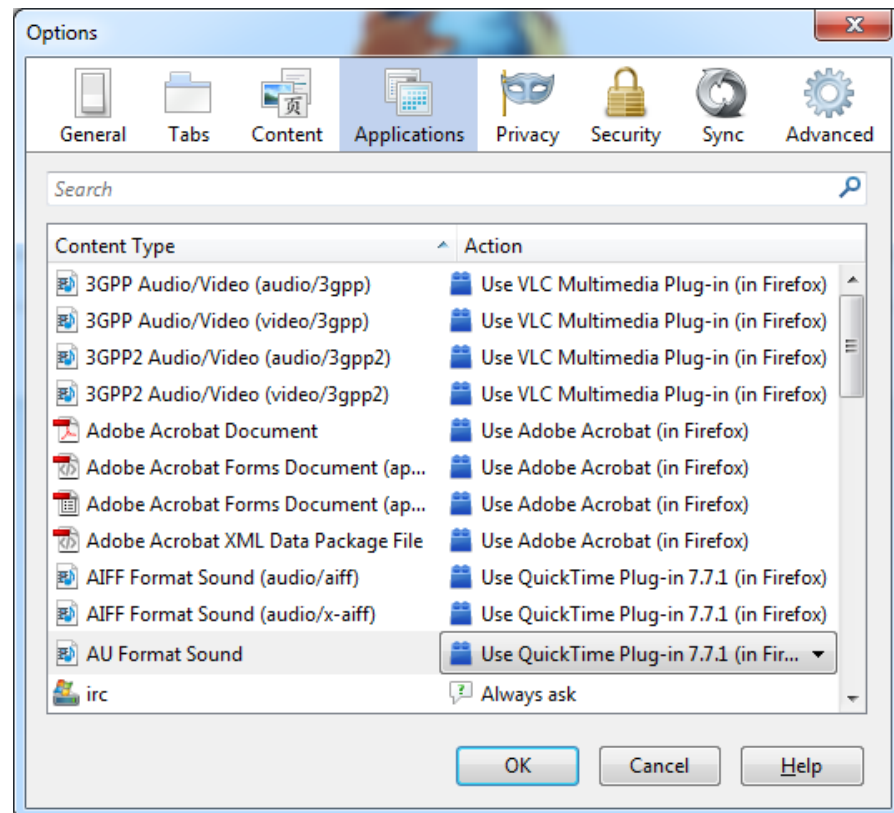 Options
General Tabs Content Applications Privacy Security Sync Advanced
页
Search
Content Type Action
3GPP Audio/Video (audio/3gpp) Use VLC Multimedia Plug-in (in Firefox)
3GPP Audio/Video (video/3gpp) Use VLC Multimedia Plug-in (in Firefox)
3GPP2 Audio/Video (audio/3gpp2) Use VLC Multimedia Plug-in (in Firefox)
3GPP2 Audio/Video (video/3gpp2) Use VLC Multimedia Plug-in (in Firefox)
Adobe Acrobat Document Use Adobe Acrobat (in Firefox)
Adobe Acrobat Forms Document (ap... Use Adobe Acrobat (in Firefox)
Adobe Acrobat Forms Document (ap... Use Adobe Acrobat (in Firefox)
Adobe Acrobat XML Data Package File Use Adobe Acrobat (in Firefox)
AIFF Format Sound (audio/aiff) Use QuickTime Plug-in 7.7.1 (in Firefox)
AIFF Format Sound (audio/x-aiff) Use QuickTime Plug-in 7.7.1 (in Firefox)
AU Format Sound Use QuickTime Plug-in 7.7.1 (in Fir...
irc Always ask
OK Cancel Help